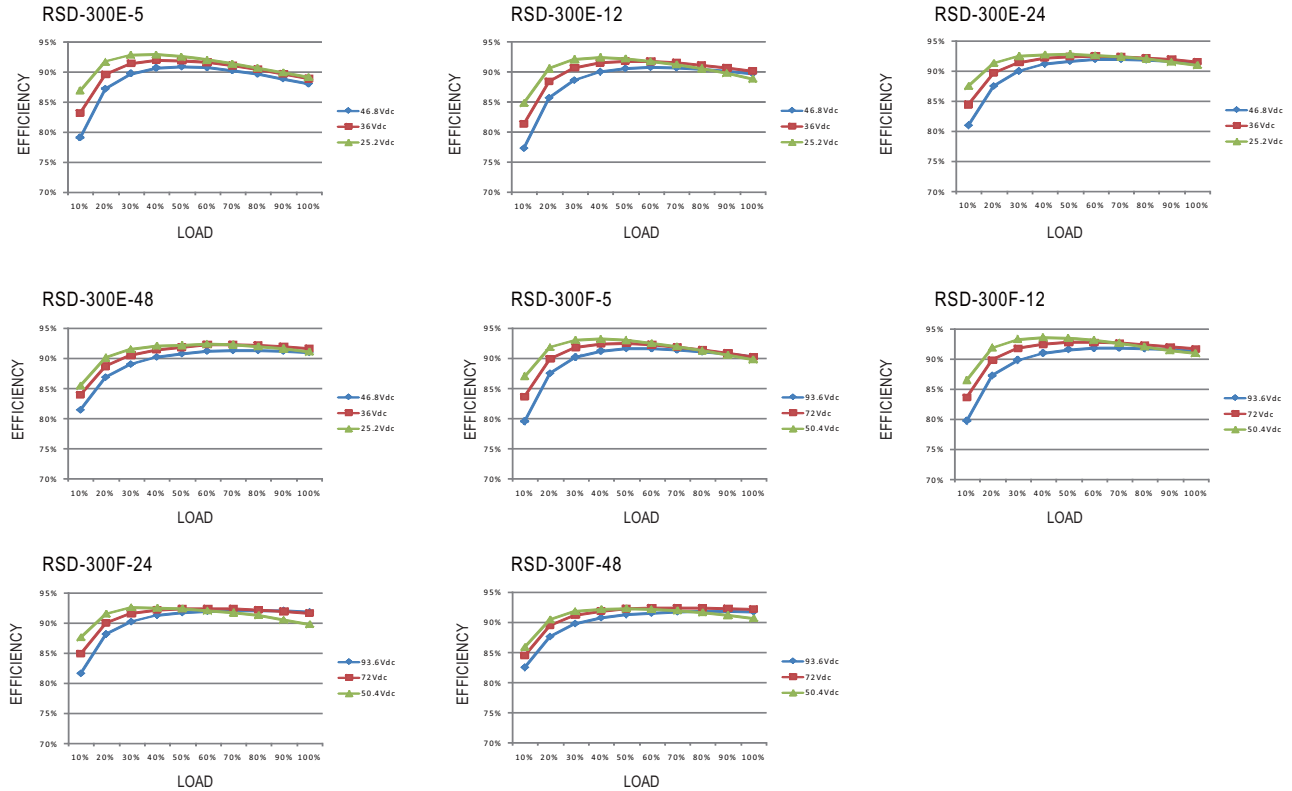 RSD-300E-5
EFFICIENCY
95%
90%
85%
80%
75%
70%
10% 20% 30% 40% 50% 60% 70% 80% 90% 100%
LOAD
46.8Vdc
36Vdc
25.2Vdc
RSD-300E-12
EFFICIENCY
95%
90%
85%
80%
75%
70%
10% 20% 30% 40% 50% 60% 70% 80% 90% 100%
LOAD
46.8Vdc
36Vdc
25.2Vdc
RSD-300E-24
EFFICIENCY
95%
90%
85%
80%
75%
70%
10% 20% 30% 40% 50% 60% 70% 80% 90% 100%
LOAD
46.8Vdc
36Vdc
25.2Vdc
RSD-300E-48
EFFICIENCY
95%
90%
85%
80%
75%
70%
10% 20% 30% 40% 50% 60% 70% 80% 90% 100%
LOAD
46.8Vdc
36Vdc
25.2Vdc
RSD-300F-5
EFFICIENCY
95%
90%
85%
80%
75%
70%
10% 20% 30% 40% 50% 60% 70% 80% 90% 100%
LOAD
93.6Vdc
72Vdc
50.4Vdc
RSD-300F-12
EFFICIENCY
95%
90%
85%
80%
75%
70%
10% 20% 30% 40% 50% 60% 70% 80% 90% 100%
LOAD
93.6Vdc
72Vdc
50.4Vdc
RSD-300F-24
EFFICIENCY
95%
90%
85%
80%
75%
70%
10% 20% 30% 40% 50% 60% 70% 80% 90% 100%
LOAD
93.6Vdc
72Vdc
50.4Vdc
RSD-300F-48
EFFICIENCY
95%
90%
85%
80%
75%
70%
10% 20% 30% 40% 50% 60% 70% 80% 90% 100%
LOAD
93.6Vdc
72Vdc
50.4Vdc